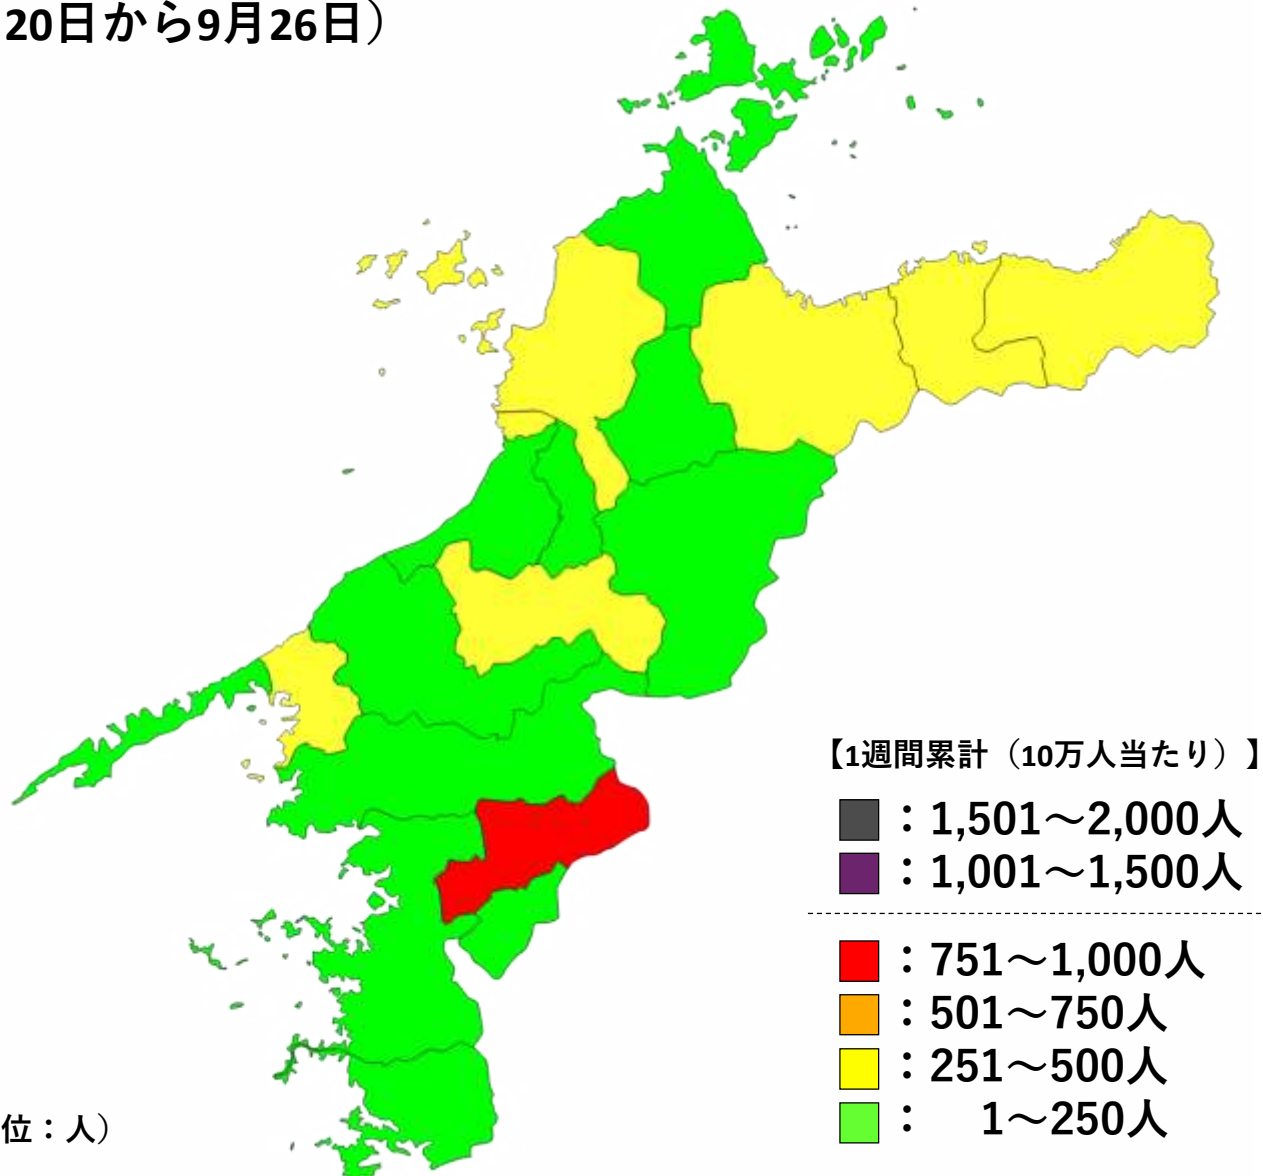 20日から9月26日）
【1週間累計（10万人当たり）】
：1,501～2,000人
：1,001～1,500人
：751～1,000人
：501～750人
：251～500人
：　1～250人
位：人）